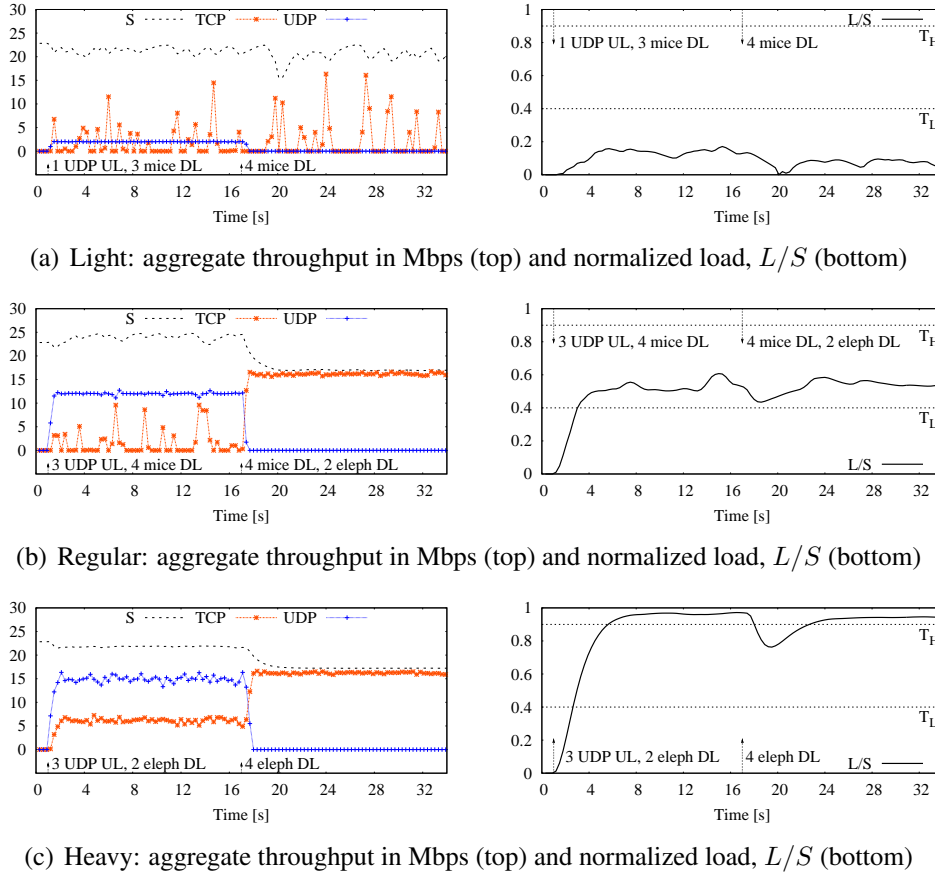 S TCP UDP
30
25
20
15
10
5
0
1 UDP UL, 3 mice DL
4 mice DL
0 4 8 12 16 20 24 28 32
Time [s]
L/S
1
0.8
0.6
0.4
0.2
0
T_H
1 UDP UL, 3 mice DL
4 mice DL
T_L
0 4 8 12 16 20 24 28 32
Time [s]
(a) Light: aggregate throughput in Mbps (top) and normalized load, L/S (bottom)
S TCP UDP
30
25
20
15
10
5
0
3 UDP UL, 4 mice DL
4 mice DL, 2 eleph DL
0 4 8 12 16 20 24 28 32
Time [s]
1
0.8
0.6
0.4
0.2
0
T_H
3 UDP UL, 4 mice DL
4 mice DL, 2 eleph DL
T_L
L/S
0 4 8 12 16 20 24 28 32
Time [s]
(b) Regular: aggregate throughput in Mbps (top) and normalized load, L/S (bottom)
S TCP UDP
30
25
20
15
10
5
0
3 UDP UL, 2 eleph DL
4 eleph DL
0 4 8 12 16 20 24 28 32
Time [s]
1
0.8
0.6
0.4
0.2
0
T_H
T_L
3 UDP UL, 2 eleph DL
4 eleph DL
L/S
0 4 8 12 16 20 24 28 32
Time [s]
(c) Heavy: aggregate throughput in Mbps (top) and normalized load, L/S (bottom)